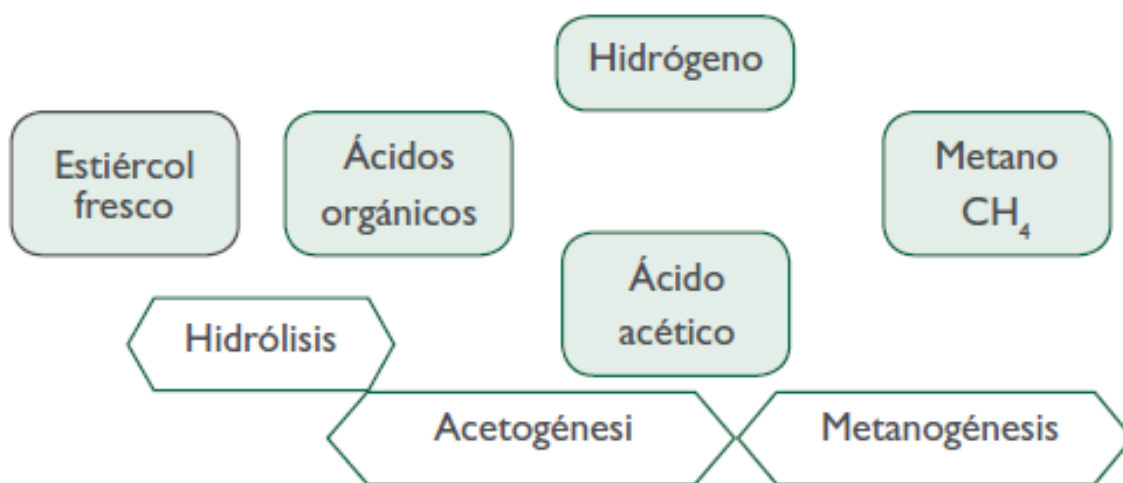 Hidrógeno
Estiércol
fresco
Ácidos
orgánicos
Metano
CH₄
Ácido
acético
Hidrólisis
Acetogénesi
Metanogénesis